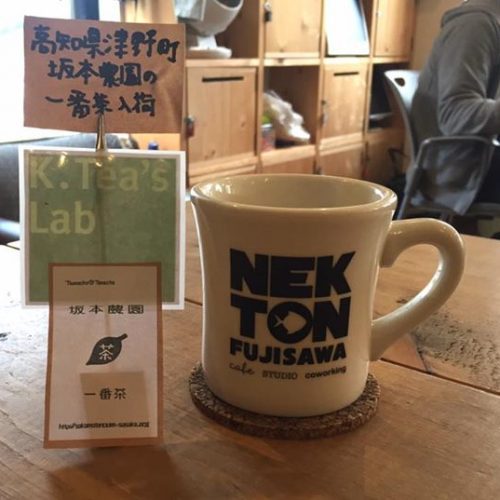 高知県津野町
坂本農園の
一番茶入荷
K.Tea's
Lab
坂本農園
茶
一番茶
NEK
TON
FUJISAWA
cafe STUDIO coworking